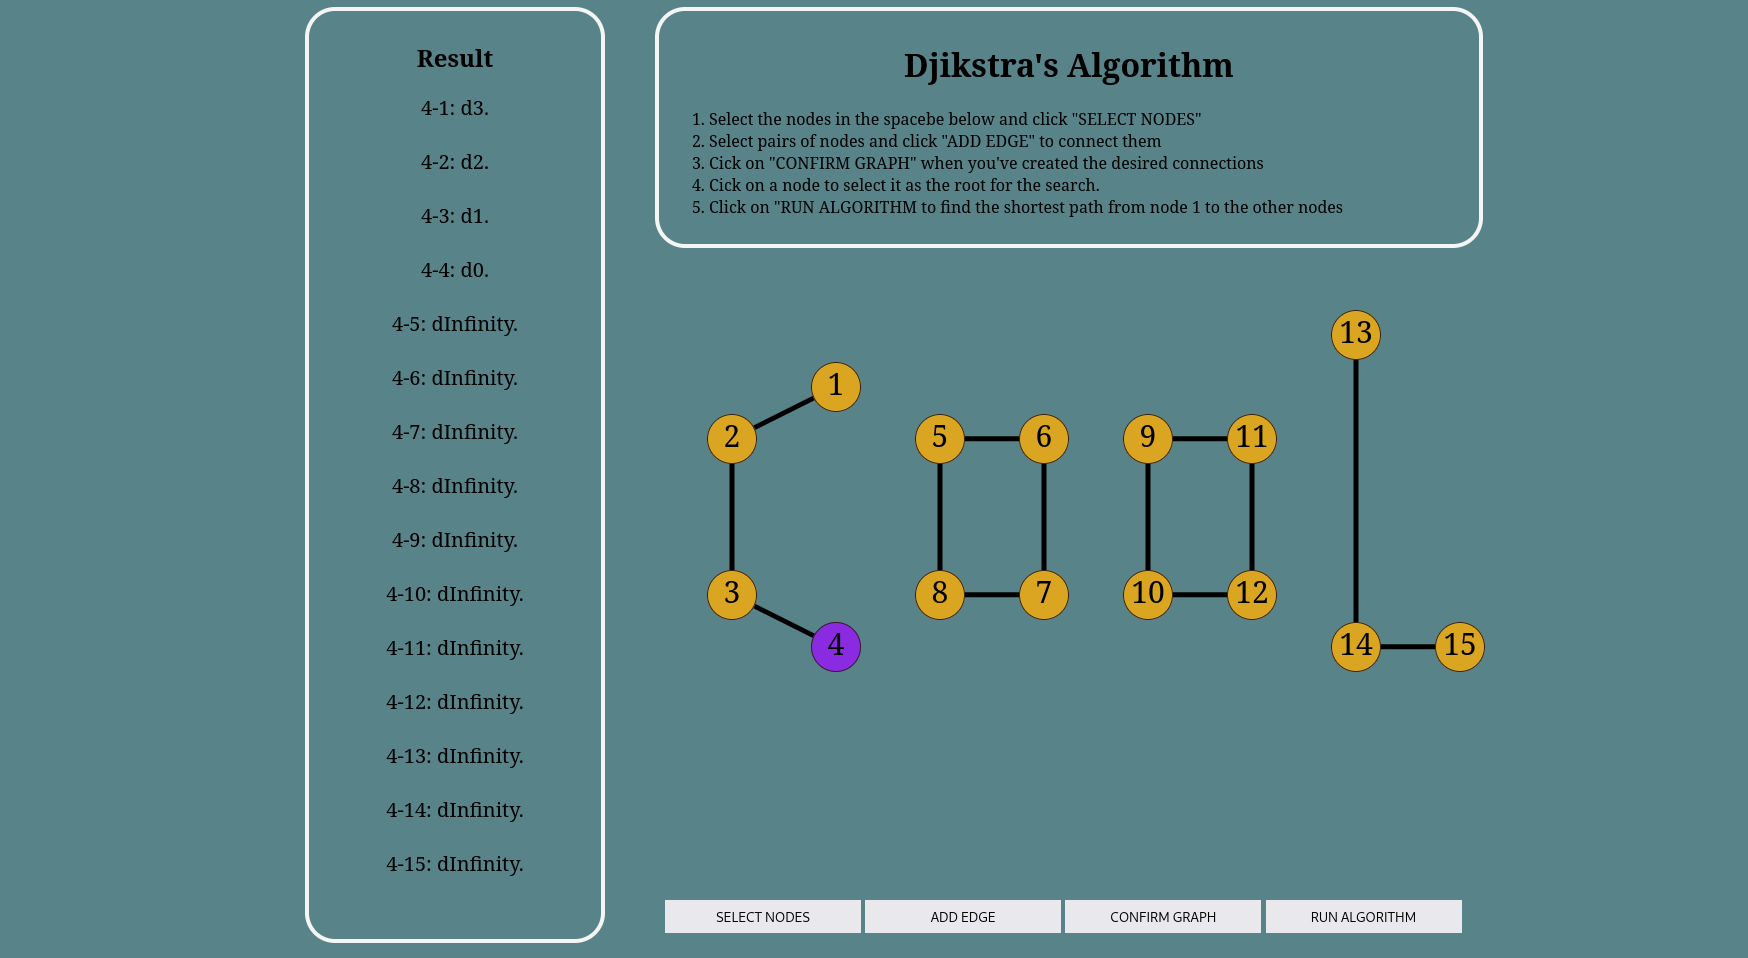 Result
4-1: d3.
4-2: d2.
4-3: d1.
4-4: d0.
4-5: dInfinity.
4-6: dInfinity.
4-7: dInfinity.
4-8: dInfinity.
4-9: dInfinity.
4-10: dInfinity.
4-11: dInfinity.
4-12: dInfinity.
4-13: dInfinity.
4-14: dInfinity.
4-15: dInfinity.
Djikstra's Algorithm
1. Select the nodes in the spacebe below and click "SELECT NODES"
2. Select pairs of nodes and click "ADD EDGE" to connect them
3. Cick on "CONFIRM GRAPH" when you've created the desired connections
4. Cick on a node to select it as the root for the search.
5. Click on "RUN ALGORITHM to find the shortest path from node 1 to the other nodes
13
1
2 5 6 9 11
3 8 7 10 12
4 14 15
SELECT NODES ADD EDGE CONFIRM GRAPH RUN ALGORITHM